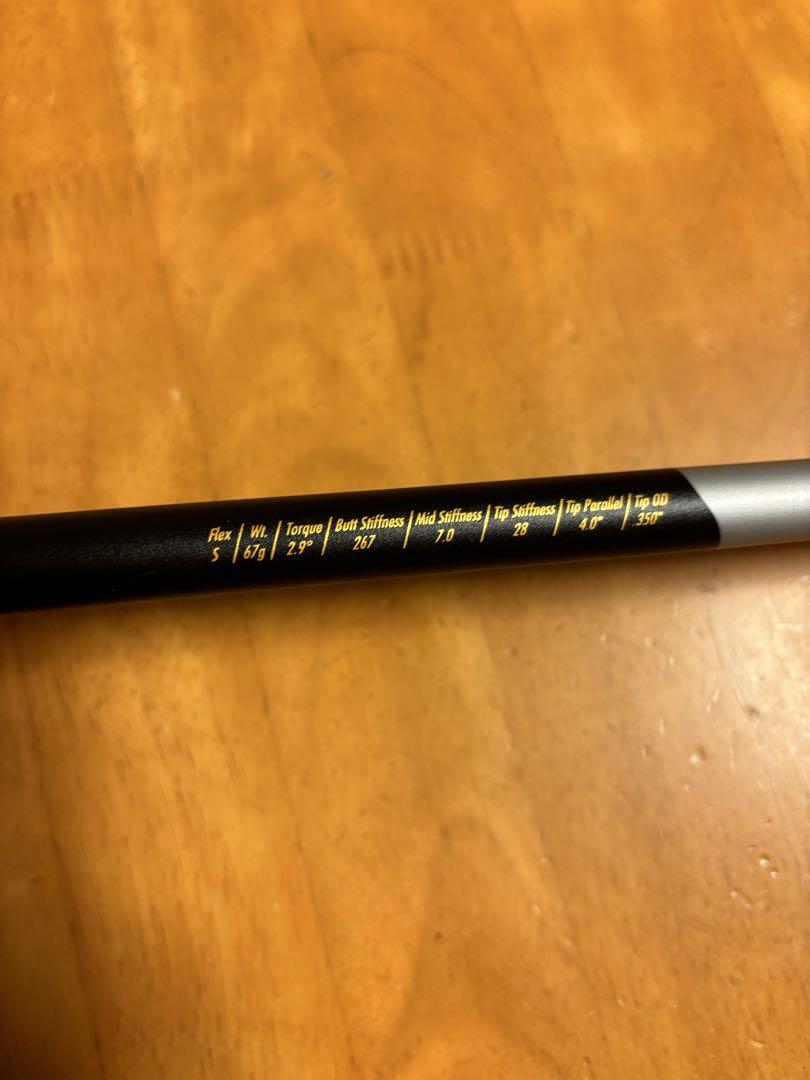 Flex / Wt. / Torque / Butt Stiffness / Mid Stiffness / Tip Stiffness / Tip Parallel / Tip OD
S / 67g / 2.9° / 267 / 7.0 / 28 / 4.0" / .350"